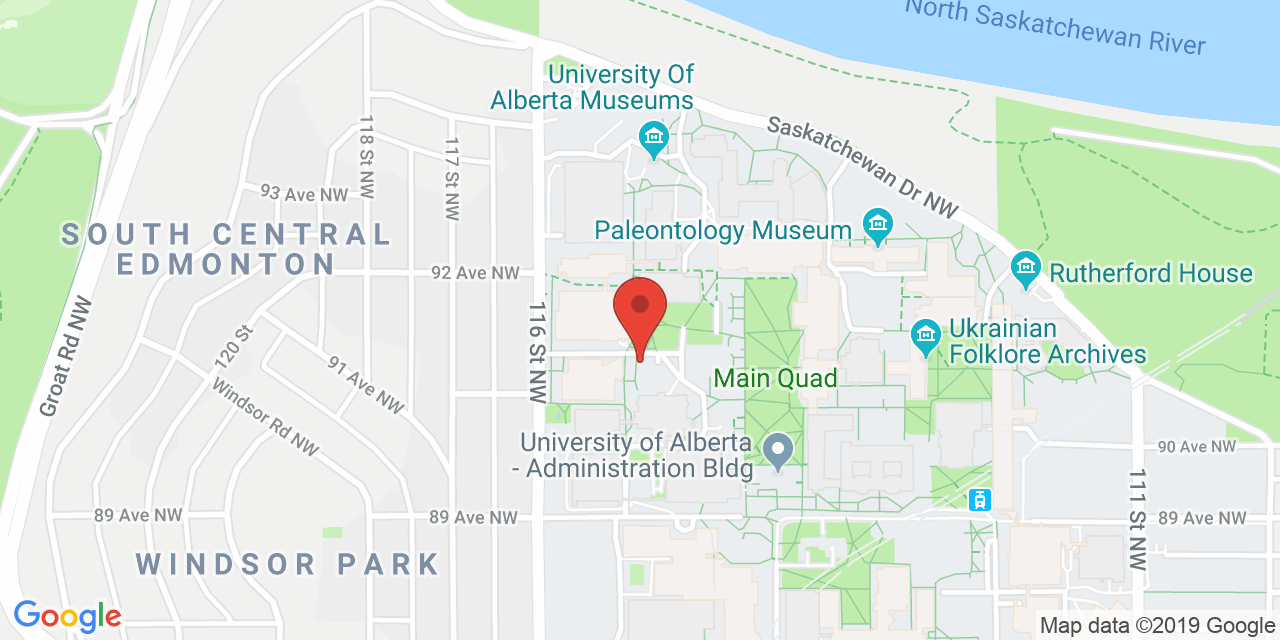 North Saskatchewan River
University Of
Alberta Museums
Saskatchewan Dr NW
118 St NW
117 St NW
93 Ave NW
SOUTH CENTRAL
EDMONTON
Paleontology Museum
92 Ave NW
Rutherford House
Groat Rd NW
120 St
116 St NW
Ukrainian
Folklore Archives
91 Ave NW
Windsor Rd NW
Main Quad
University of Alberta
- Administration Bldg
90 Ave NW
111 St NW
89 Ave NW
89 Ave NW
89 Ave NW
WINDSOR PARK
Google
Map data ©2019 Google